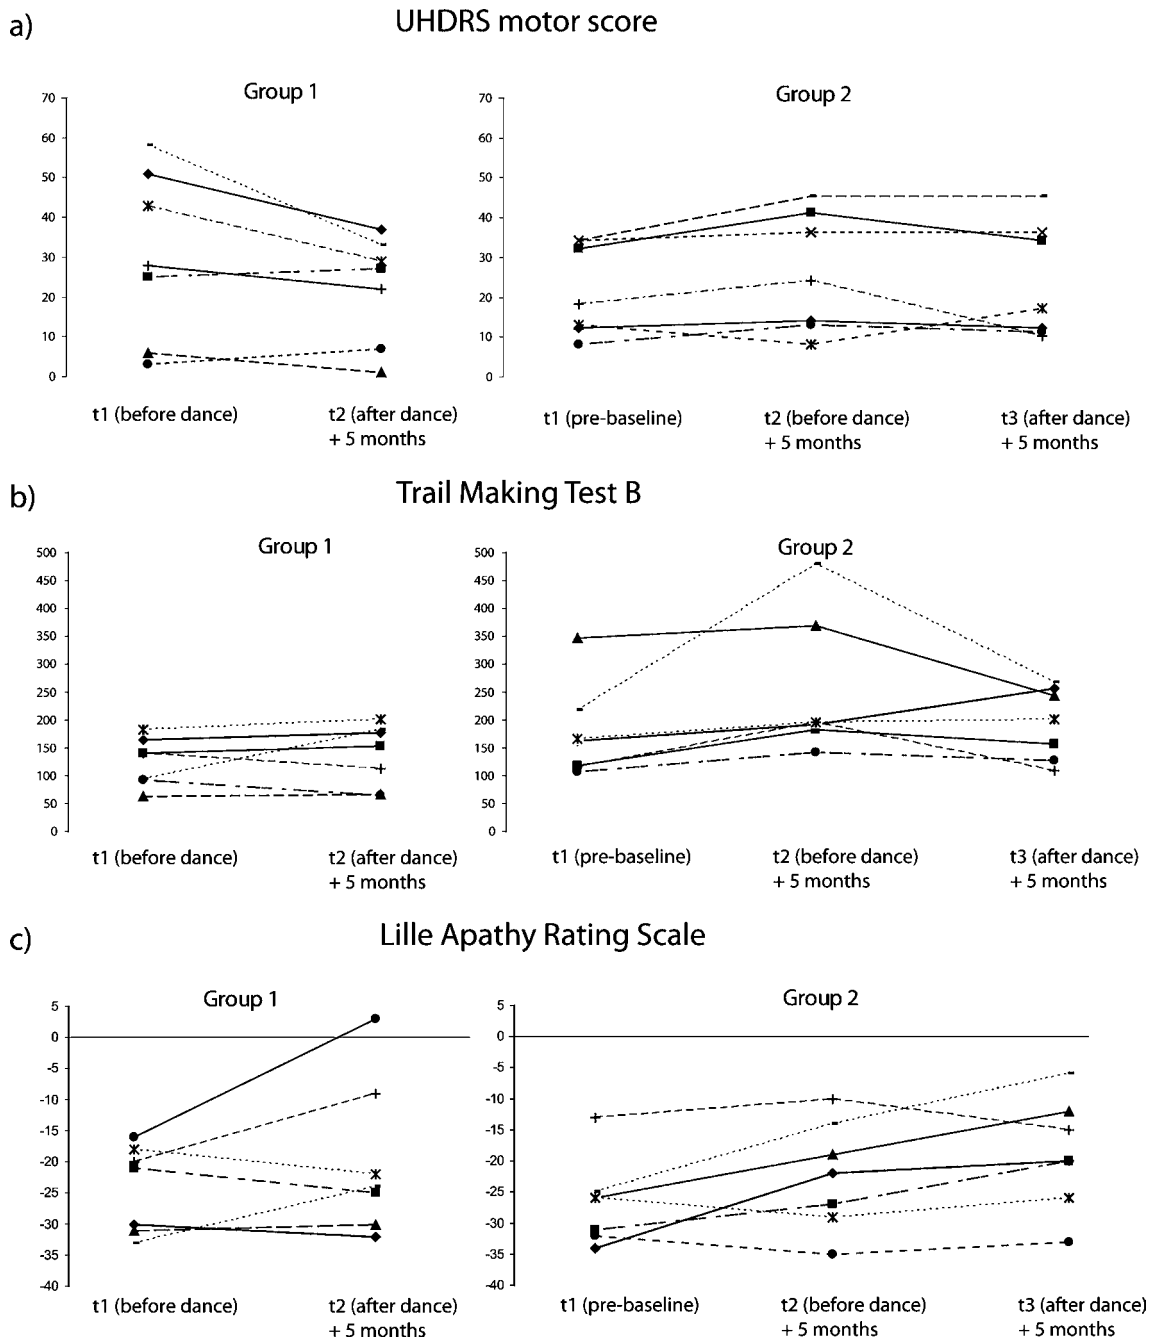 a)
UHDRS motor score
Group 1
Group 2
70
60
50
40
30
20
10
0
70
60
50
40
30
20
10
0
t1 (before dance)
t2 (after dance)
+ 5 months
t1 (pre-baseline)
t2 (before dance)
+ 5 months
t3 (after dance)
+ 5 months
b)
Trail Making Test B
Group 1
Group 2
500
450
400
350
300
250
200
150
100
50
0
500
450
400
350
300
250
200
150
100
50
0
t1 (before dance)
t2 (after dance)
+ 5 months
t1 (pre-baseline)
t2 (before dance)
+ 5 months
t3 (after dance)
+ 5 months
c)
Lille Apathy Rating Scale
Group 1
Group 2
5
0
-5
-10
-15
-20
-25
-30
-35
-40
5
0
-5
-10
-15
-20
-25
-30
-35
-40
t1 (before dance)
t2 (after dance)
+ 5 months
t1 (pre-baseline)
t2 (before dance)
+ 5 months
t3 (after dance)
+ 5 months